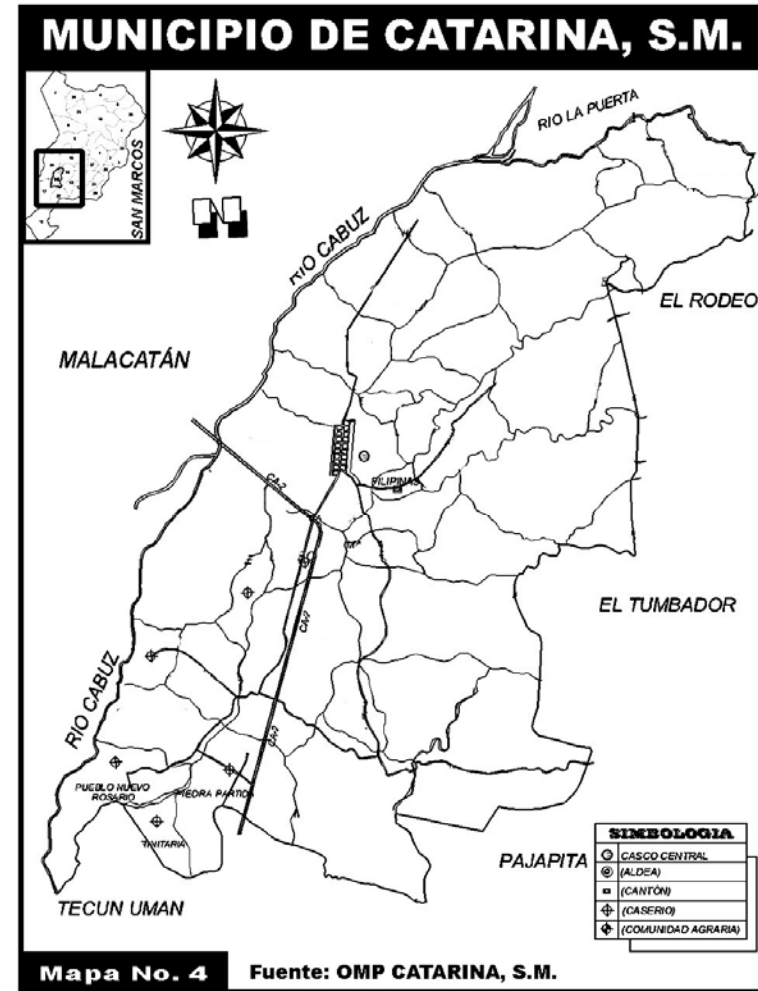 MUNICIPIO DE CATARINA, S.M.
SAN MARCOS
N
RIO LA PUERTA
RIO CABUZ
EL RODEO
MALACATÁN
CA-2
FILIPINAS
EL TUMBADOR
CA-2
RIO CABUZ
CA-2
PUEBLO NUEVO
ROSARIO
PIEDRA PARTIDA
TINITARIA
PAJAPITA
TECUN UMAN
SIMBOLOGIA
CASCO CENTRAL
(ALDEA)
(CANTÓN)
(CASERIO)
(COMUNIDAD AGRARIA)
Mapa No. 4
Fuente: OMP CATARINA, S.M.